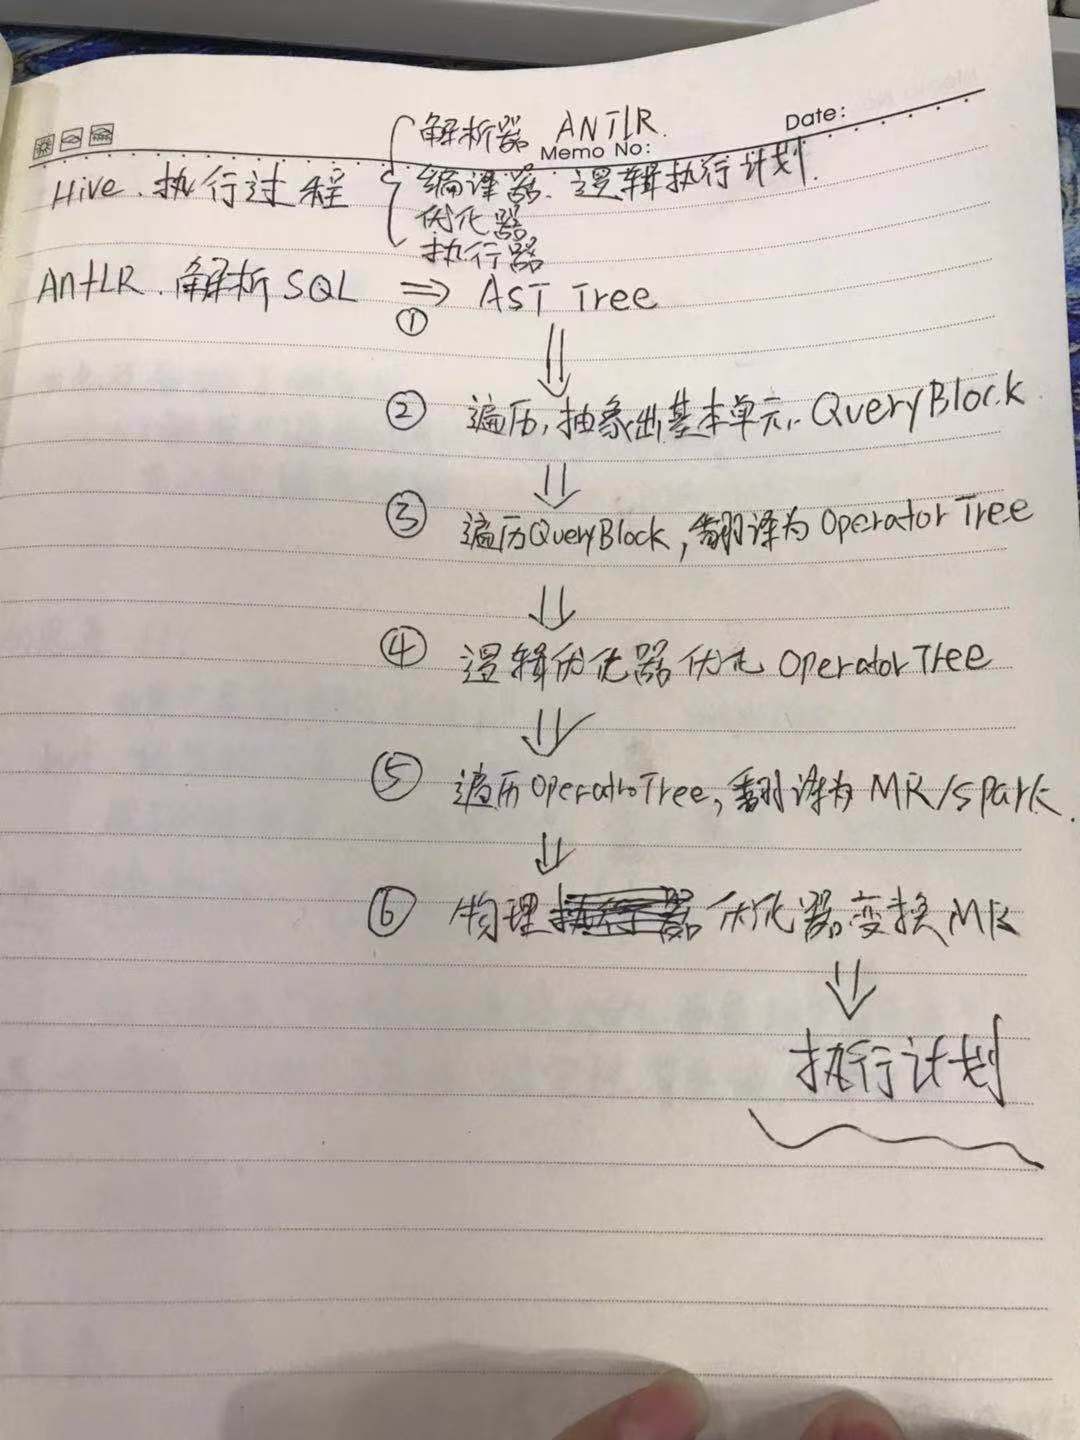 Date:
解析器 ANTLR.
Memo No:
Hive. 执行过程
编译器. 逻辑执行计划.
优化器
执行器
AntLR. 解析SQL ⇒ AST Tree
①
② 遍历, 抽象出基本单元. QueryBlock.
③ 遍历QueryBlock, 翻译为 Operator Tree
④ 逻辑优化器优化 OperatorTree
⑤ 遍历OperatroTree, 翻译为 MR/spark.
⑥ 物理 优化器变换MR
执行计划